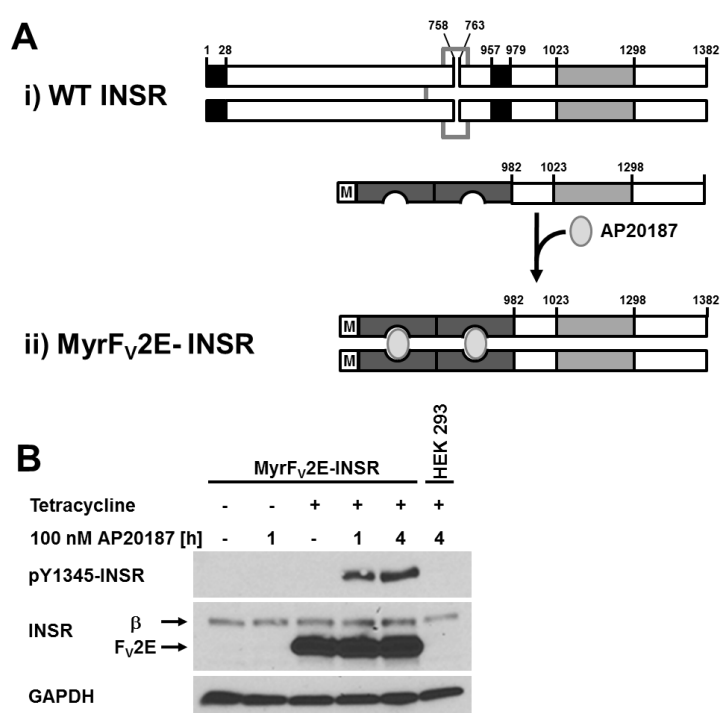 A
758 763
1 28 957 979 1023 1298 1382
i) WT INSR
982 1023 1298
M
AP20187
982 1023 1298 1382
ii) MyrFV2E- INSR
M
M
B
MyrFV2E-INSR HEK 293
Tetracycline - - + + + +
100 nM AP20187 [h] - 1 - 1 4 4
pY1345-INSR
INSR β
FV2E
GAPDH